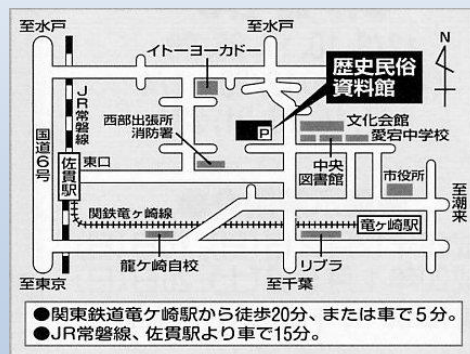 至水戸
至水戸
N
イトーヨーカドー
歴史民俗
資料館
JR常磐線
国道6号
西部出張所
消防署
P
文化会館
愛宕中学校
中央
図書館
佐貫駅
東口
市役所
至潮来
関鉄竜ヶ崎線
竜ヶ崎駅
龍ヶ崎自校
リブラ
至東京
至千葉
●関東鉄道竜ケ崎駅から徒歩20分、または車で5分。
●JR常磐線、佐貫駅より車で15分。